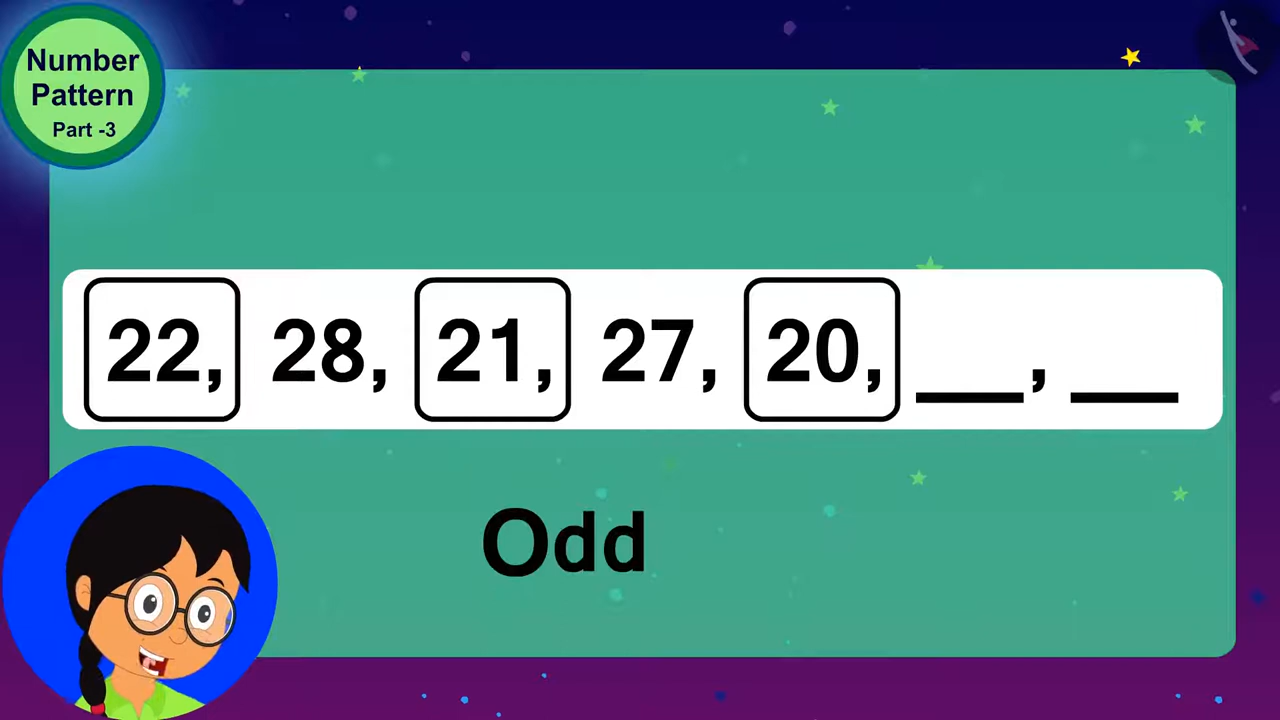 Number
Pattern
Part -3
22, 28, 21, 27, 20, ___, ___
Odd